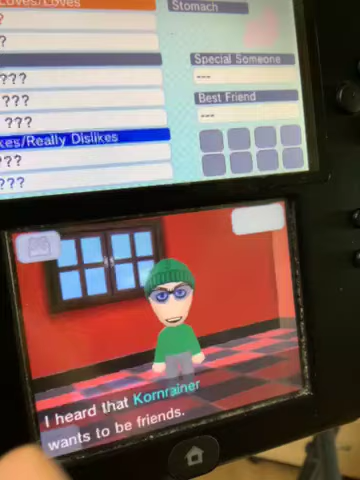 Loves/Loves
?
Stomach
?
Special Someone
???
---
???
Best Friend
???
---
kes/Really Dislikes
???
???
I heard that Kornrainer
wants to be friends.